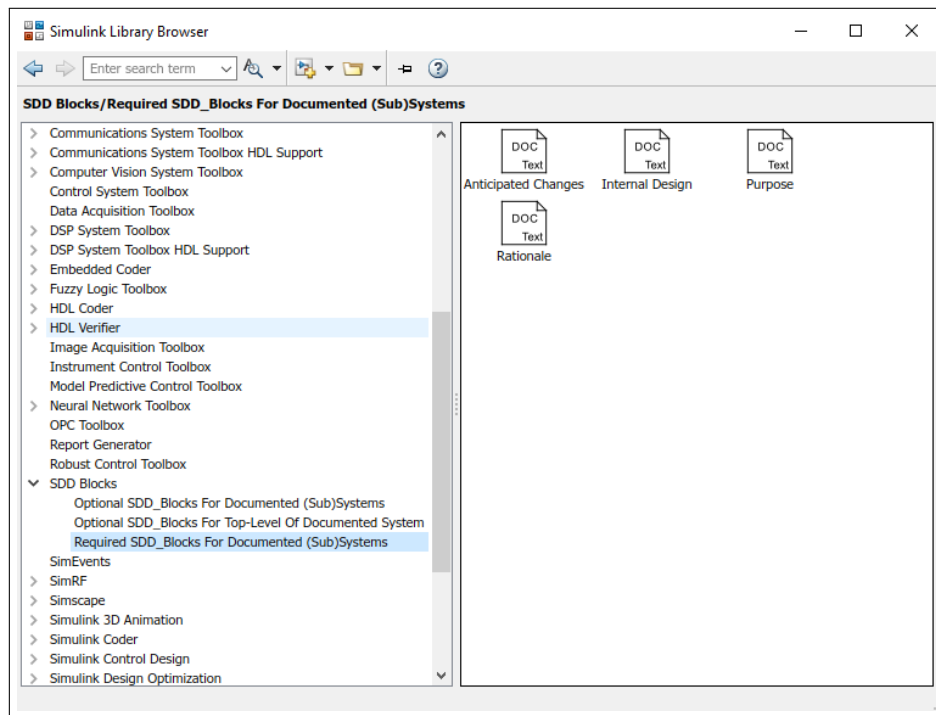 Simulink Library Browser
Enter search term
SDD Blocks/Required SDD_Blocks For Documented (Sub)Systems
Communications System Toolbox
Communications System Toolbox HDL Support
Computer Vision System Toolbox
Control System Toolbox
Data Acquisition Toolbox
DSP System Toolbox
DSP System Toolbox HDL Support
Embedded Coder
Fuzzy Logic Toolbox
HDL Coder
HDL Verifier
Image Acquisition Toolbox
Instrument Control Toolbox
Model Predictive Control Toolbox
Neural Network Toolbox
OPC Toolbox
Report Generator
Robust Control Toolbox
SDD Blocks
Optional SDD_Blocks For Documented (Sub)Systems
Optional SDD_Blocks For Top-Level Of Documented System
Required SDD_Blocks For Documented (Sub)Systems
SimEvents
SimRF
Simscape
Simulink 3D Animation
Simulink Coder
Simulink Control Design
Simulink Design Optimization
DOC DOC DOC
Text Text Text
Anticipated Changes Internal Design Purpose
DOC
Text
Rationale